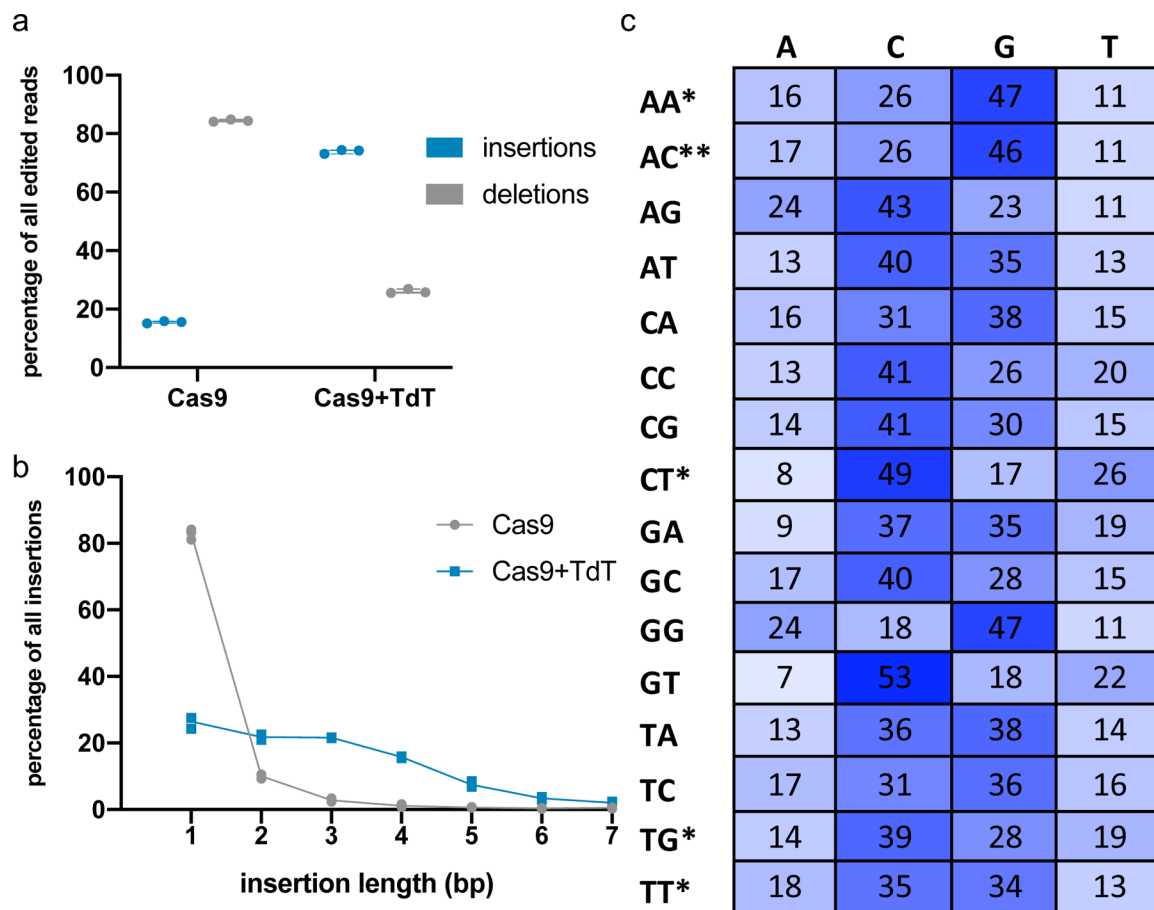 a
percentage of all edited reads
100
80
60
40
20
0
Cas9
Cas9+TdT
insertions
deletions
b
percentage of all insertions
100
80
60
40
20
0
1 2 3 4 5 6 7
insertion length (bp)
Cas9
Cas9+TdT
c
A C G T
AA* 16 26 47 11
AC** 17 26 46 11
AG 24 43 23 11
AT 13 40 35 13
CA 16 31 38 15
CC 13 41 26 20
CG 14 41 30 15
CT* 8 49 17 26
GA 9 37 35 19
GC 17 40 28 15
GG 24 18 47 11
GT 7 53 18 22
TA 13 36 38 14
TC 17 31 36 16
TG* 14 39 28 19
TT* 18 35 34 13